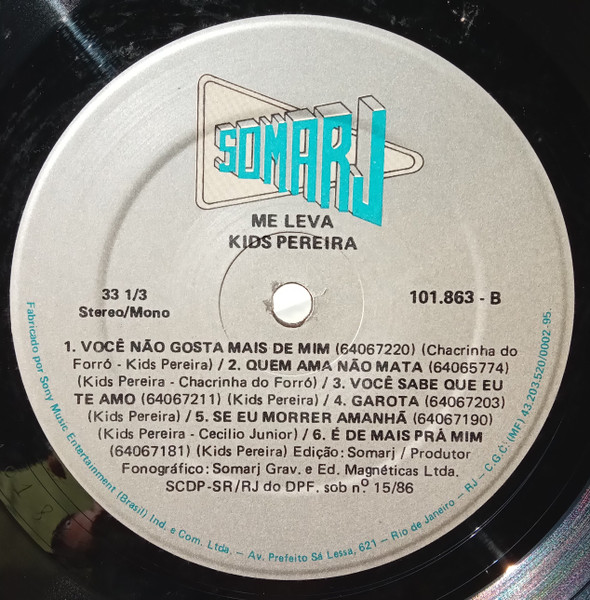 SOMARJ
ME LEVA
KIDS PEREIRA
33 1/3
Stereo/Mono
101.863 - B
1. VOCÊ NÃO GOSTA MAIS DE MIM (64067220) (Chacrinha do
Forró - Kids Pereira) / 2. QUEM AMA NÃO MATA (64065774)
(Kids Pereira - Chacrinha do Forró) / 3. VOCÊ SABE QUE EU
TE AMO (64067211) (Kids Pereira) / 4. GAROTA (64067203)
(Kids Pereira) / 5. SE EU MORRER AMANHÃ (64067190)
(Kids Pereira - Cecilio Junior) / 6. É DE MAIS PRÁ MIM
(64067181) (Kids Pereira) Edição: Somarj / Produtor
Fonográfico: Somarj Grav. e Ed. Magnéticas Ltda.
SCDP-SR/RJ do DPF. sob nº 15/86
Fabricado por Sony Music Entertainment (Brasil) Ind. e Com. Ltda. - Av. Prefeito Sá Lessa, 621 - Rio de Janeiro - RJ - C.G.C. (MF) 43.203.520/0002-95.